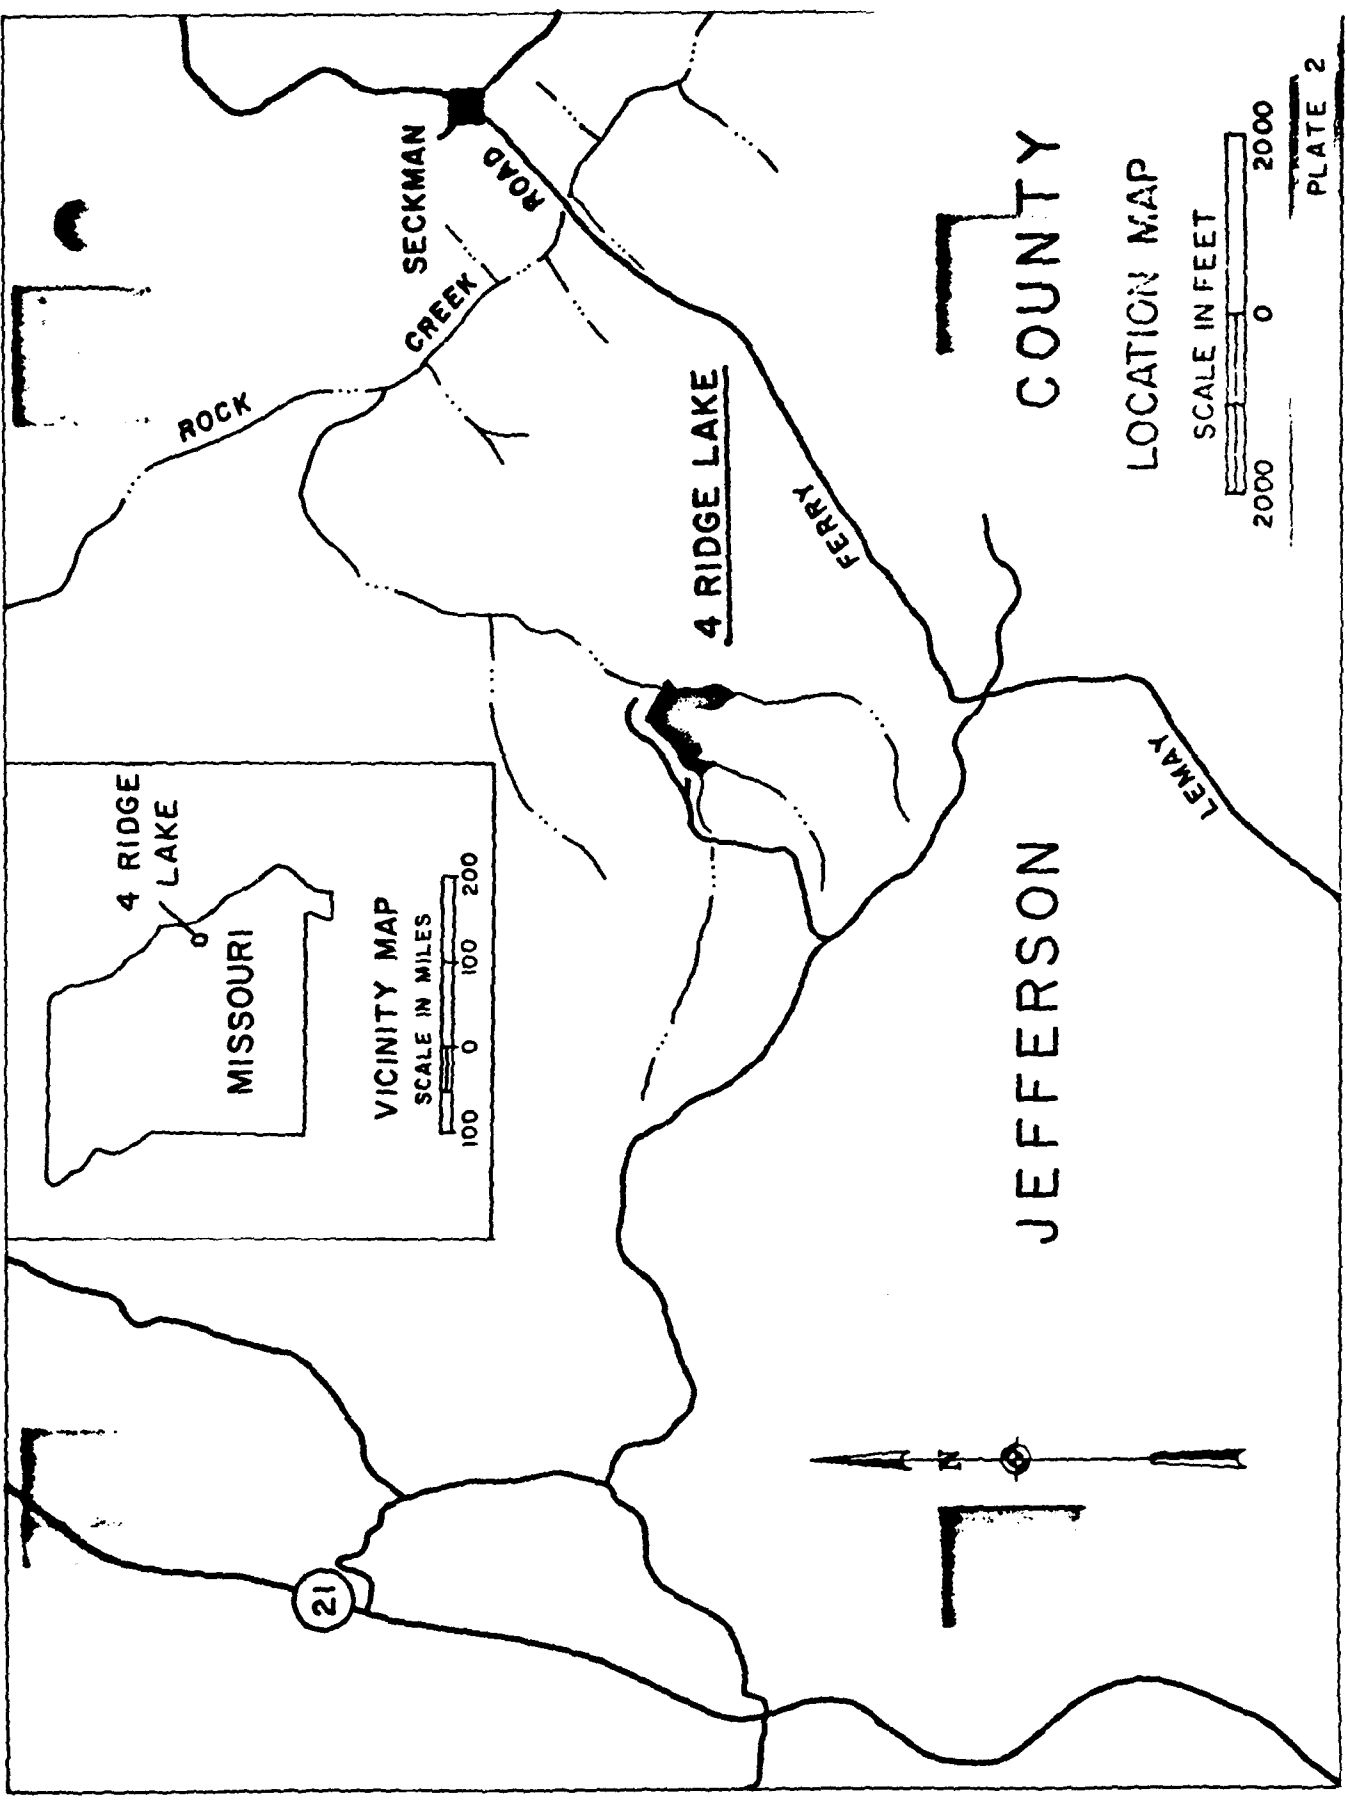 4 RIDGE
LAKE
MISSOURI
VICINITY MAP
SCALE IN MILES
100 0 100 200
21
ROCK
CREEK
SECKMAN
ROAD
4 RIDGE LAKE
FERRY
LEMAY
N
JEFFERSON COUNTY
LOCATION MAP
SCALE IN FEET
2000 0 2000
PLATE 2